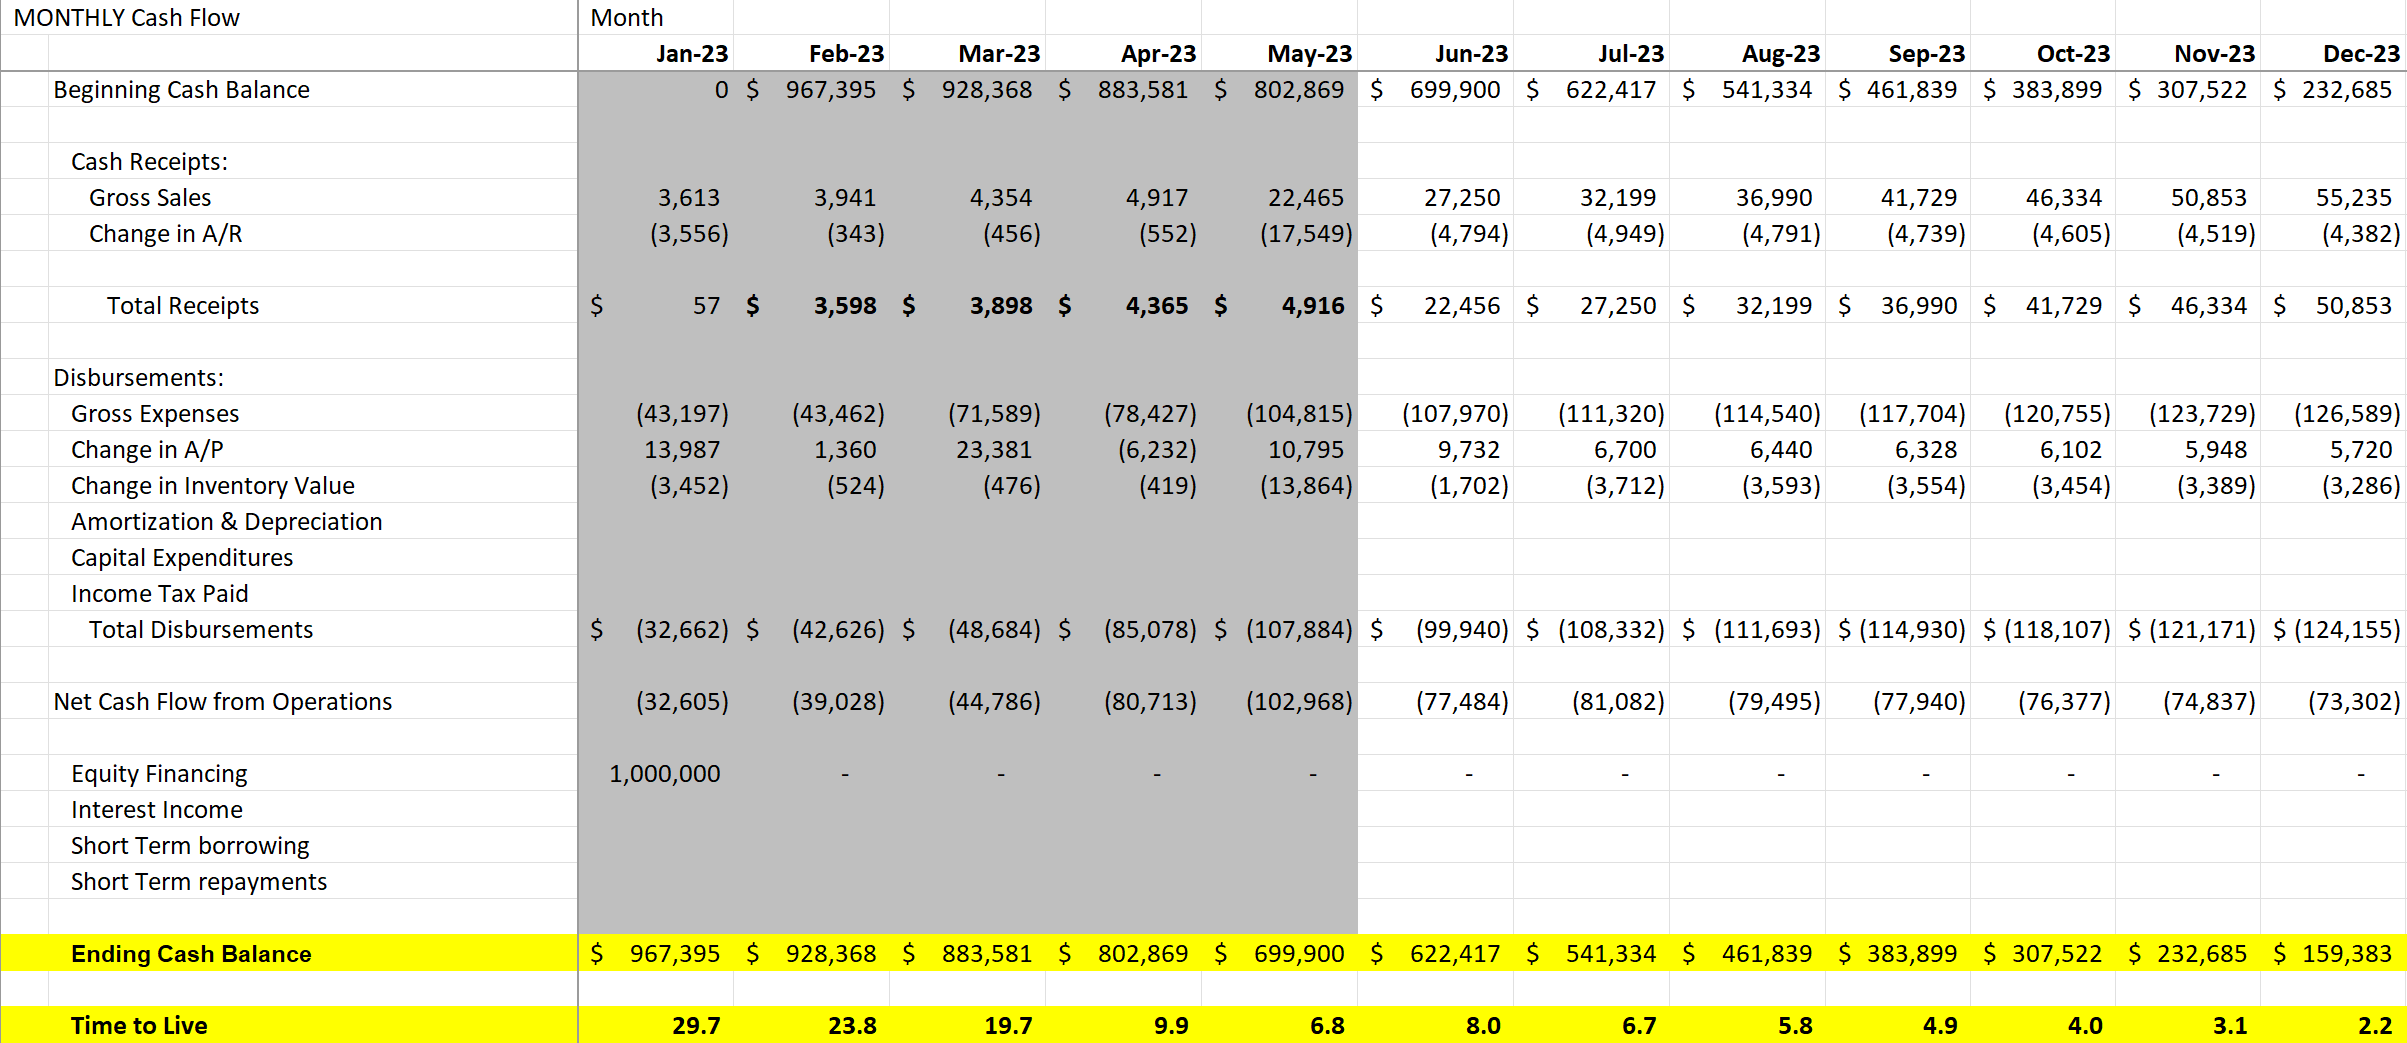 MONTHLY Cash Flow Month
Jan-23 Feb-23 Mar-23 Apr-23 May-23 Jun-23 Jul-23 Aug-23 Sep-23 Oct-23 Nov-23 Dec-23
Beginning Cash Balance 0 $ 967,395 $ 928,368 $ 883,581 $ 802,869 $ 699,900 $ 622,417 $ 541,334 $ 461,839 $ 383,899 $ 307,522 $ 232,685
Cash Receipts:
Gross Sales 3,613 3,941 4,354 4,917 22,465 27,250 32,199 36,990 41,729 46,334 50,853 55,235
Change in A/R (3,556) (343) (456) (552) (17,549) (4,794) (4,949) (4,791) (4,739) (4,605) (4,519) (4,382)
Total Receipts $ 57 $ 3,598 $ 3,898 $ 4,365 $ 4,916 $ 22,456 $ 27,250 $ 32,199 $ 36,990 $ 41,729 $ 46,334 $ 50,853
Disbursements:
Gross Expenses (43,197) (43,462) (71,589) (78,427) (104,815) (107,970) (111,320) (114,540) (117,704) (120,755) (123,729) (126,589)
Change in A/P 13,987 1,360 23,381 (6,232) 10,795 9,732 6,700 6,440 6,328 6,102 5,948 5,720
Change in Inventory Value (3,452) (524) (476) (419) (13,864) (1,702) (3,712) (3,593) (3,554) (3,454) (3,389) (3,286)
Amortization & Depreciation
Capital Expenditures
Income Tax Paid
Total Disbursements $ (32,662) $ (42,626) $ (48,684) $ (85,078) $ (107,884) $ (99,940) $ (108,332) $ (111,693) $ (114,930) $ (118,107) $ (121,171) $ (124,155)
Net Cash Flow from Operations (32,605) (39,028) (44,786) (80,713) (102,968) (77,484) (81,082) (79,495) (77,940) (76,377) (74,837) (73,302)
Equity Financing 1,000,000 - - - - - - - - - - -
Interest Income
Short Term borrowing
Short Term repayments
Ending Cash Balance $ 967,395 $ 928,368 $ 883,581 $ 802,869 $ 699,900 $ 622,417 $ 541,334 $ 461,839 $ 383,899 $ 307,522 $ 232,685 $ 159,383
Time to Live 29.7 23.8 19.7 9.9 6.8 8.0 6.7 5.8 4.9 4.0 3.1 2.2